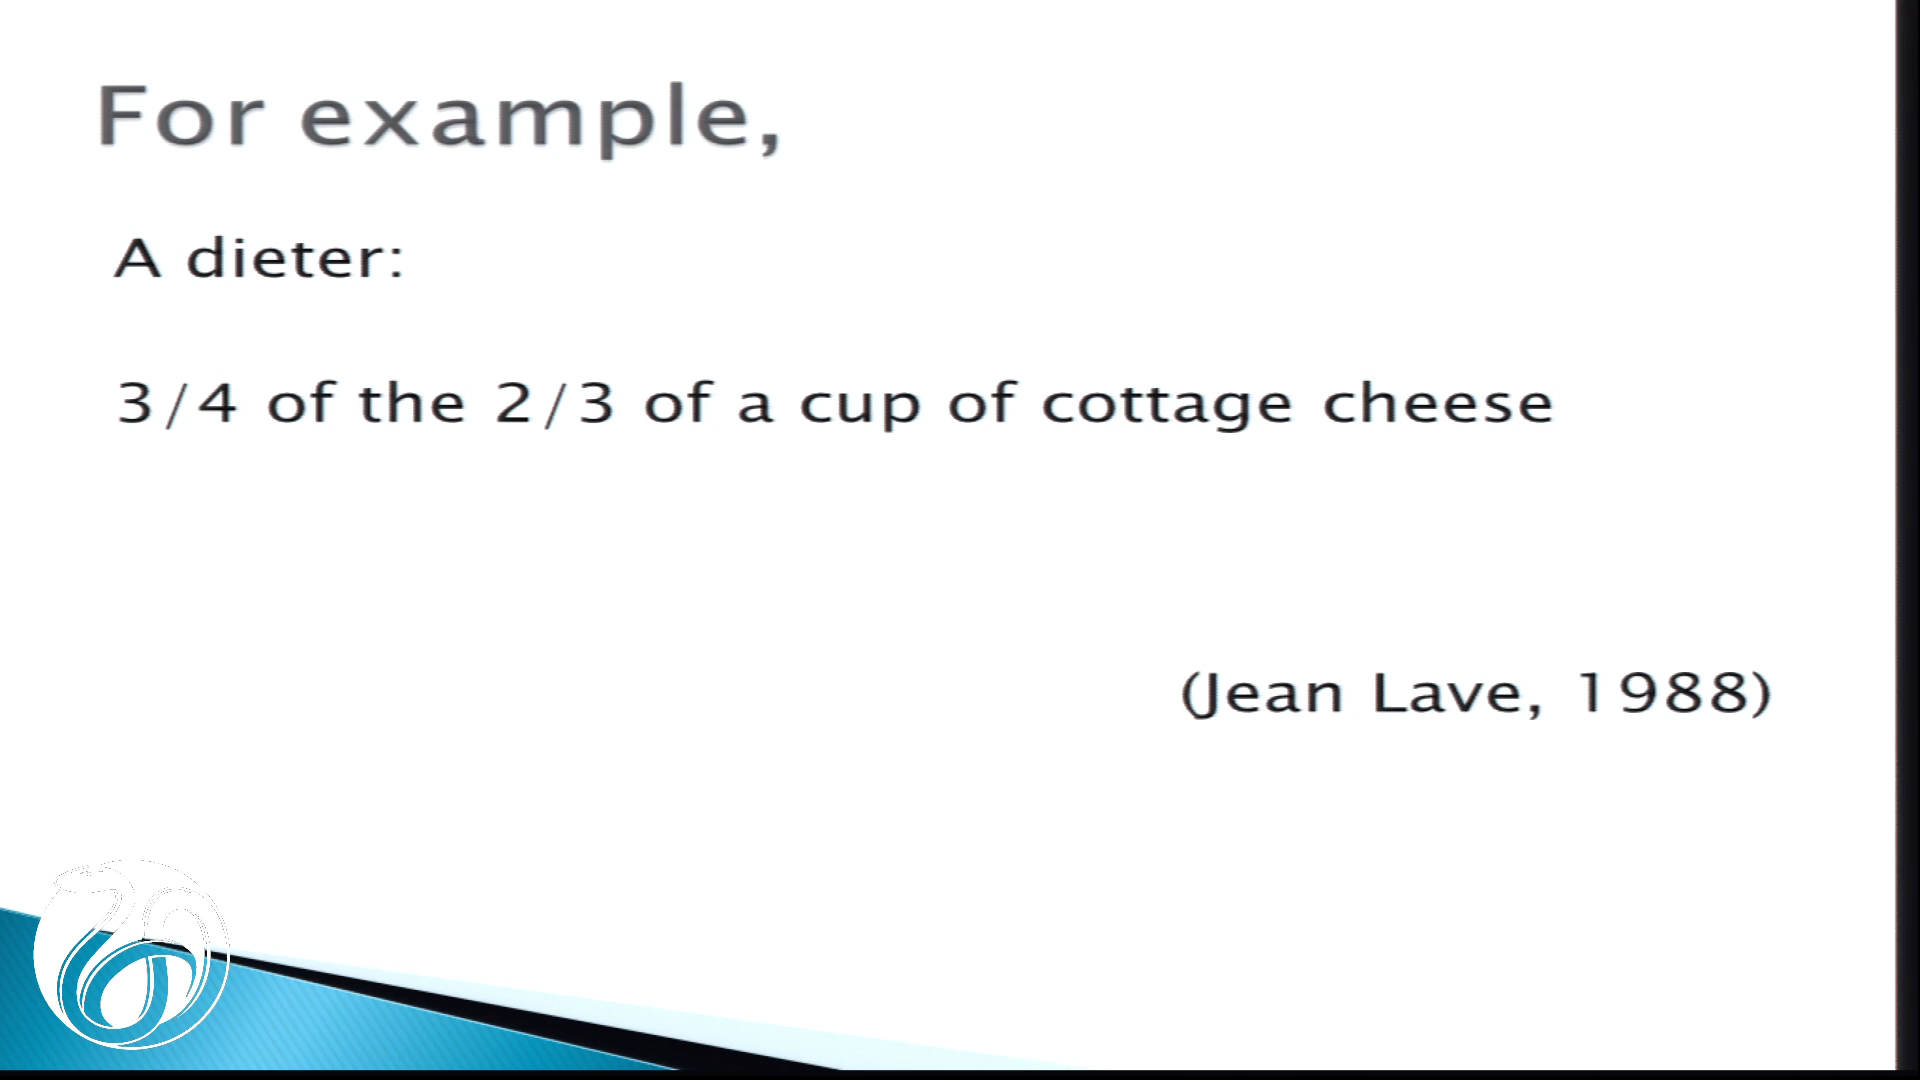 For example,
A dieter:
3/4 of the 2/3 of a cup of cottage cheese
(Jean Lave, 1988)